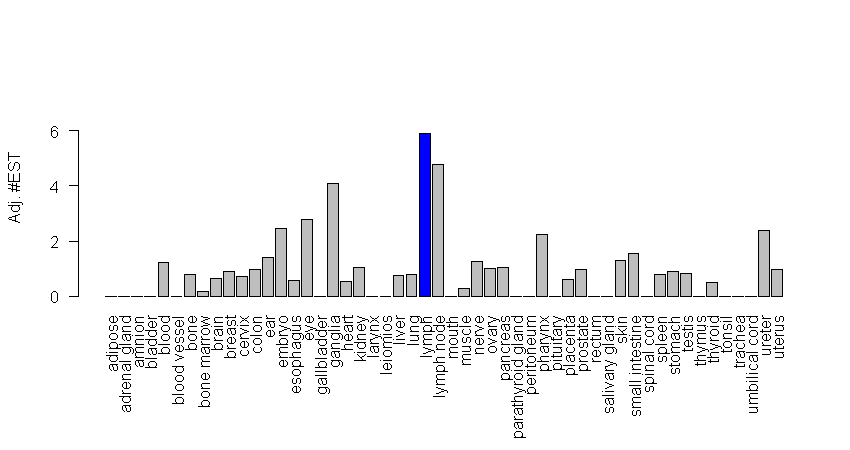 Adj. #EST
6
4
2
0
adipose
adrenal gland
amnion
bladder
blood
blood vessel
bone
bone marrow
brain
breast
cervix
colon
ear
embryo
esophagus
eye
gallbladder
ganglia
heart
kidney
larynx
leiomios
liver
lung
lymph
lymph node
mouth
muscle
nerve
ovary
pancreas
parathyroid gland
peritoneum
pharynx
pituitary
placenta
prostate
rectum
salivary gland
skin
small intestine
spinal cord
spleen
stomach
testis
thymus
thyroid
tonsil
trachea
umbilical cord
ureter
uterus